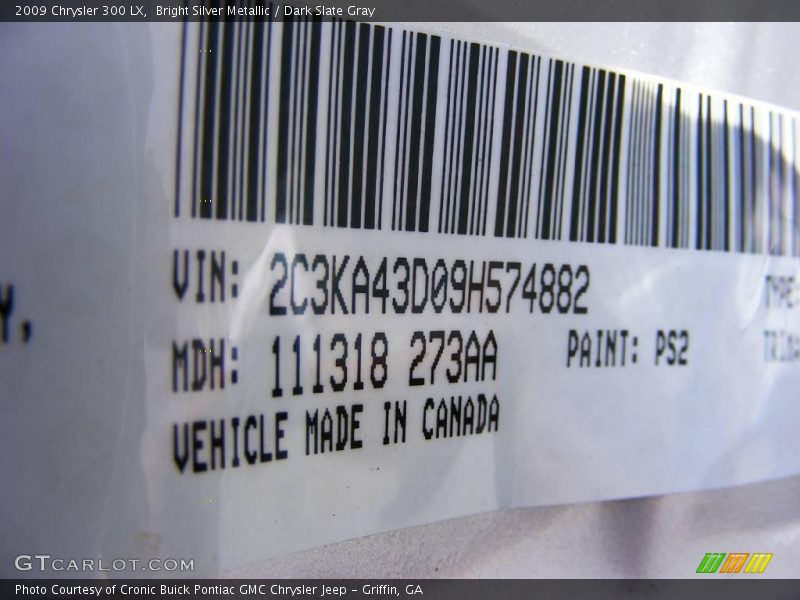 2009 Chrysler 300 LX, Bright Silver Metallic / Dark Slate Gray
VIN: 2C3KA43D09H574882
MDH: 111318 273AA PAINT: PS2
VEHICLE MADE IN CANADA
GTCARLOT.COM
Photo Courtesy of Cronic Buick Pontiac GMC Chrysler Jeep – Griffin, GA